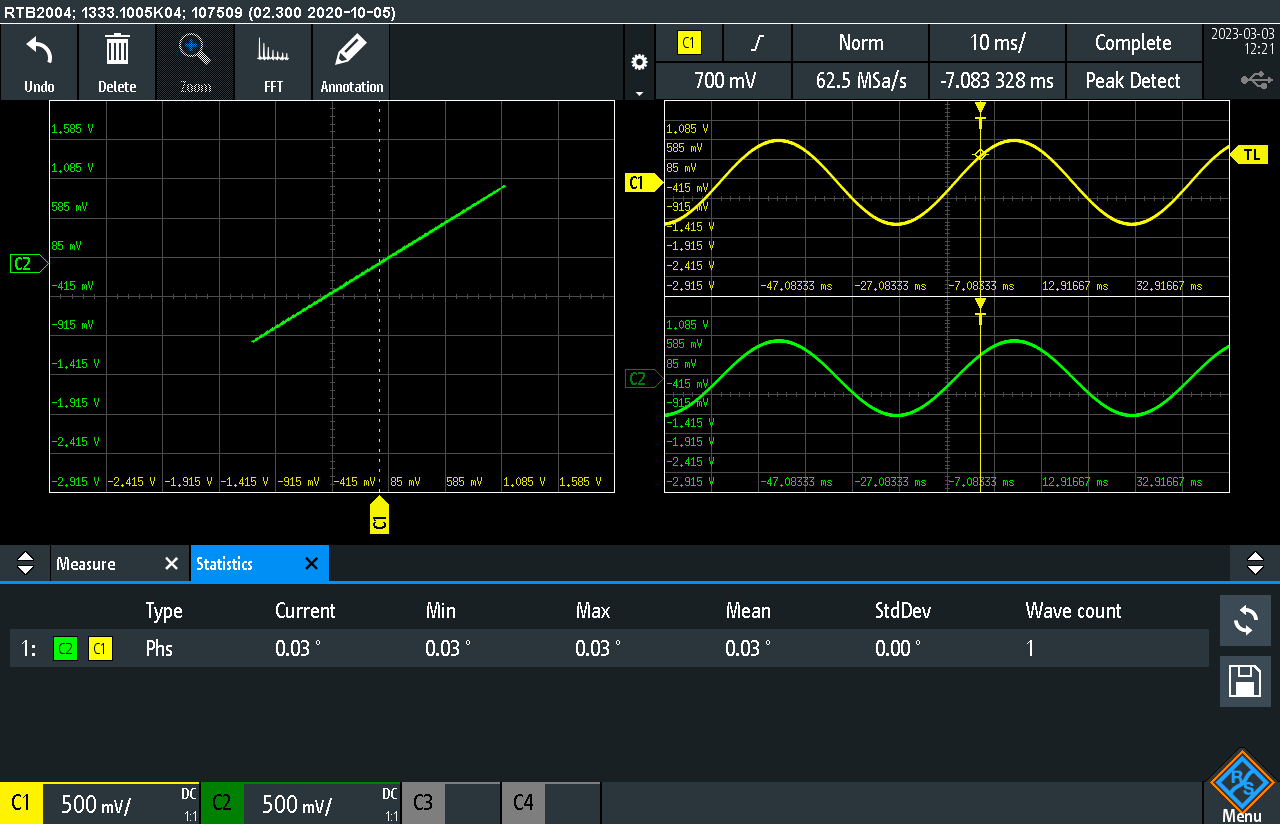 RTB2004; 1333.1005K04; 107509 (02.300 2020-10-05)
Undo Delete Zoom FFT Annotation
C1 Norm 10 ms/ Complete
700 mV 62.5 MSa/s -7.083 328 ms Peak Detect
2023-03-03
12:21
1.585 V
1.085 V
585 mV
85 mV
-415 mV
-915 mV
-1.415 V
-1.915 V
-2.415 V
-2.915 V -2.415 V -1.915 V -1.415 V -915 mV -415 mV 85 mV 585 mV 1.085 V 1.585 V
C2
C1
1.085 V
585 mV
85 mV
-415 mV
-915 mV
-1.415 V
-1.915 V
-2.415 V
-2.915 V -47.08333 ms -27.08333 ms -7.08333 ms 12.91667 ms 32.91667 ms
C1
T
TL
1.085 V
585 mV
85 mV
-415 mV
-915 mV
-1.415 V
-1.915 V
-2.415 V
-2.915 V -47.08333 ms -27.08333 ms -7.08333 ms 12.91667 ms 32.91667 ms
C2
T
Measure Statistics
Type Current Min Max Mean StdDev Wave count
1: C2 C1 Phs 0.03 ° 0.03 ° 0.03 ° 0.03 ° 0.00 ° 1
C1 500 mV/ DC 1:1 C2 500 mV/ DC 1:1 C3 C4
R S
Menu